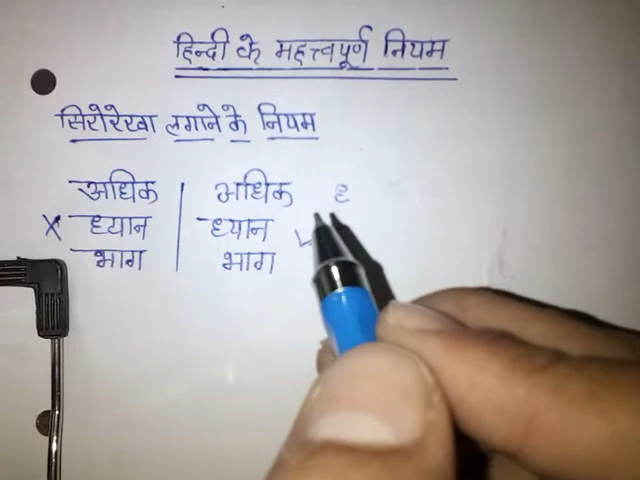 हिन्दी के महत्त्वपूर्ण नियम
सिरोरेखा लगाने के नियम
अधिक | अधिक ध
X ध्यान | ध्यान
भाग | भाग